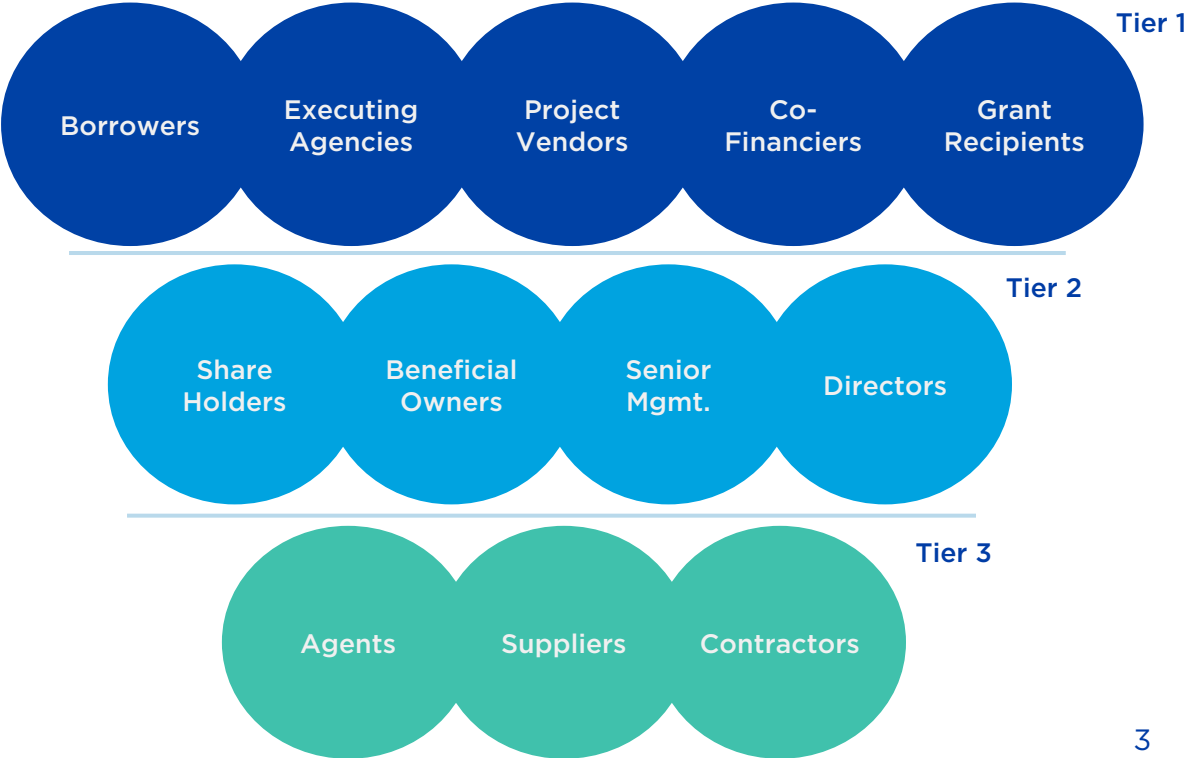 Tier 1
Borrowers
Executing
Agencies
Project
Vendors
Co-
Financiers
Grant
Recipients
Tier 2
Share
Holders
Beneficial
Owners
Senior
Mgmt.
Directors
Tier 3
Agents
Suppliers
Contractors
3